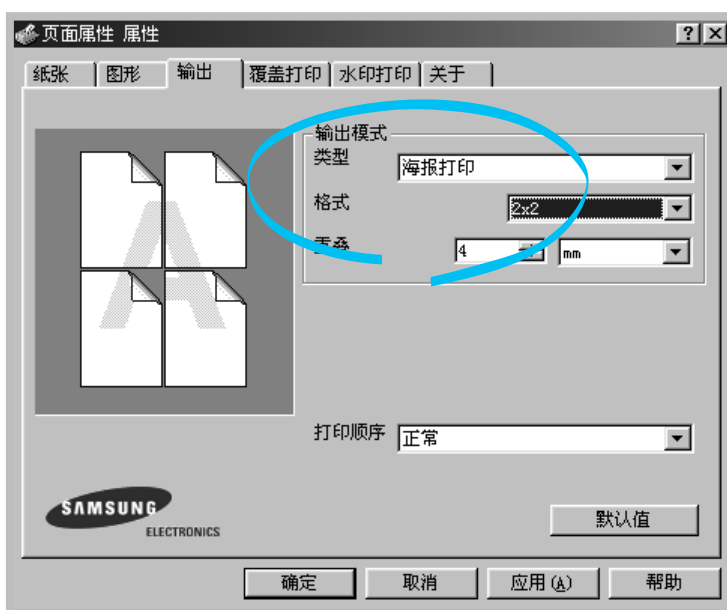 页面属性 属性
纸张 图形 输出 覆盖打印 水印打印 关于
输出模式
类型 海报打印
格式 2x2
重叠 4 mm
打印顺序 正常
SAMSUNG
ELECTRONICS
默认值
确定 取消 应用(A) 帮助